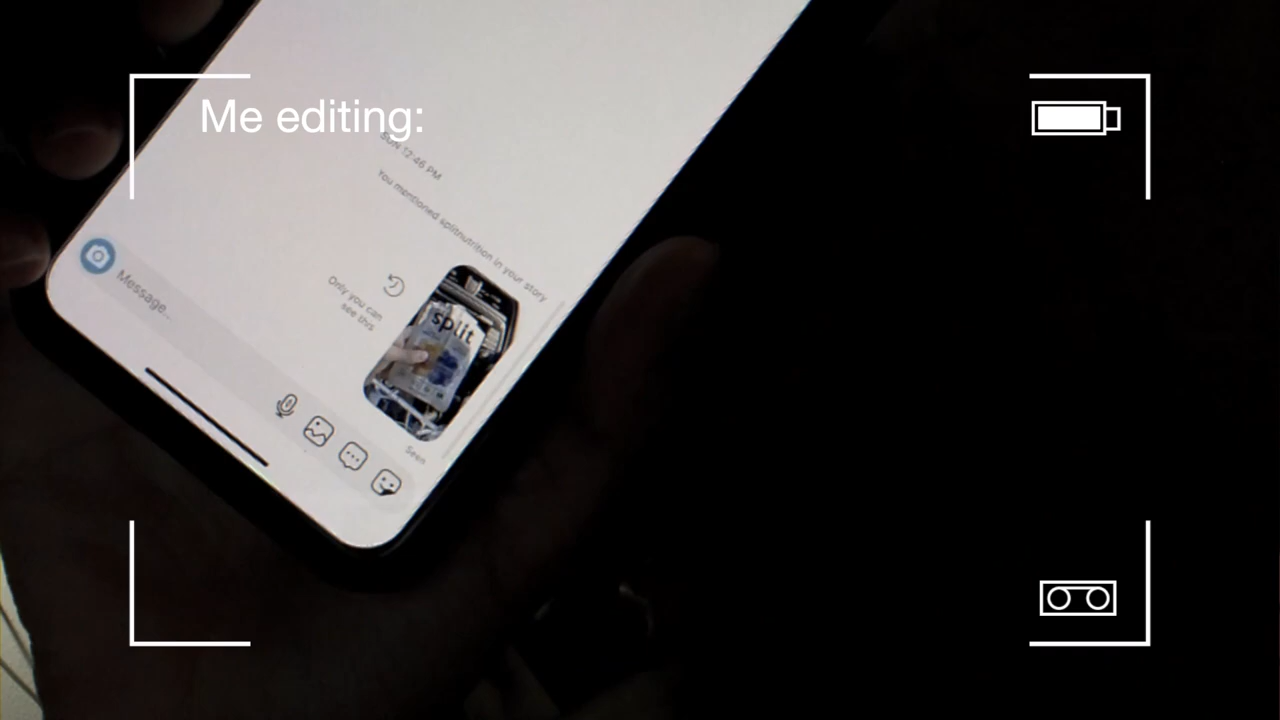 Me editing:
SUN 12:46 PM
You mentioned splitnutrition in your story
Only you can
see this
split
Message...
Seen